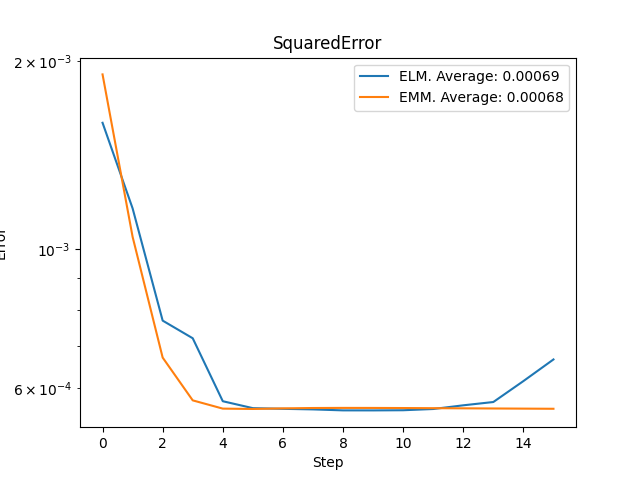 SquaredError
2 × 10⁻³
10⁻³
6 × 10⁻⁴
Error
ELM. Average: 0.00069
EMM. Average: 0.00068
0 2 4 6 8 10 12 14
Step